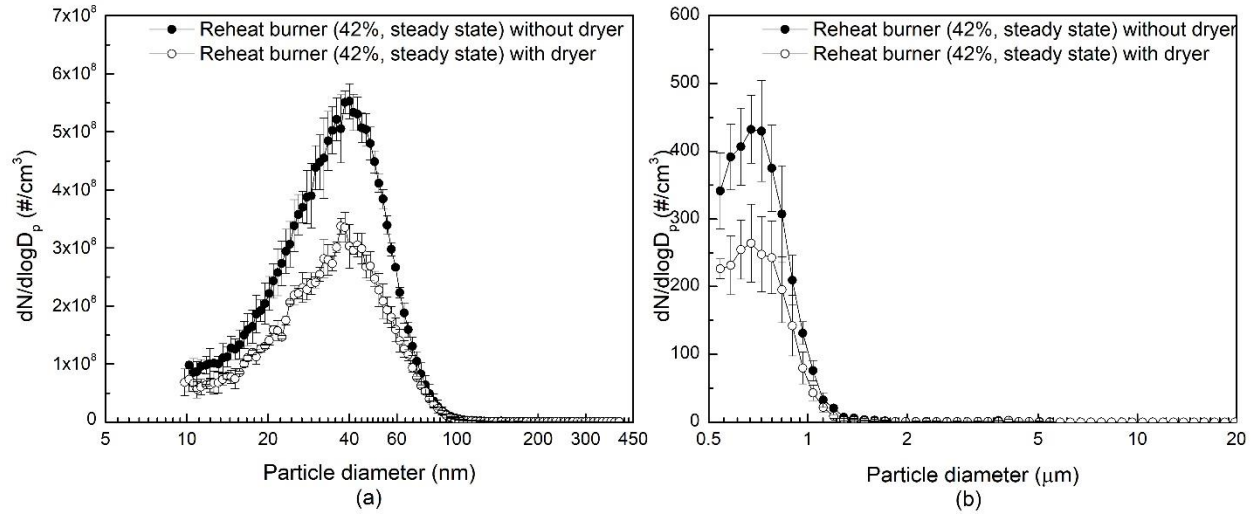 7x10⁸
Reheat burner (42%, steady state) without dryer
Reheat burner (42%, steady state) with dryer
6x10⁸
5x10⁸
4x10⁸
3x10⁸
2x10⁸
1x10⁸
0
dN/dlogDₚ (#/cm³)
5
10
20
40
60
100
200
300
450
Particle diameter (nm)
(a)
600
Reheat burner (42%, steady state) without dryer
Reheat burner (42%, steady state) with dryer
500
400
300
200
100
0
dN/dlogDₚ (#/cm³)
0.5
1
2
5
10
20
Particle diameter (μm)
(b)